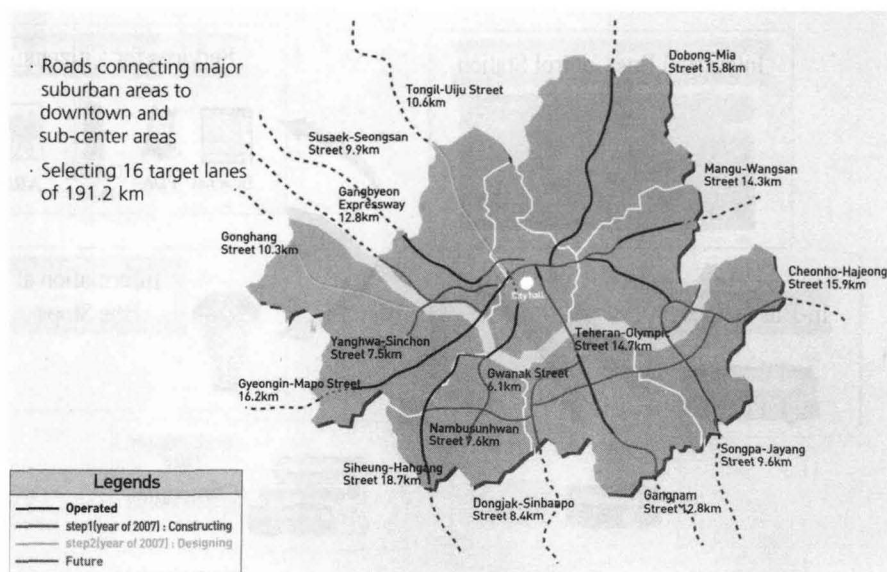 Roads connecting major
suburban areas to
downtown and
sub-center areas
Selecting 16 target lanes
of 191.2 km
Dobong-Mia
Street 15.8km
Tongil-Uiju Street
10.6km
Susaek-Seongsan
Street 9.9km
Mangu-Wangsan
Street 14.3km
Gangbyeon
Expressway
12.8km
Gonghang
Street 10.3km
Cheonho-Hajeong
Street 15.9km
City hall
Yanghwa-Sinchon
Street 7.5km
Teheran-Olympic
Street 14.7km
Gwanak Street
6.1km
Gyeongin-Mapo Street
16.2km
Nambusunhwan
Street 7.6km
Songpa-Jayang
Street 9.6km
Siheung-Hangang
Street 18.7km
Dongjak-Sinbanpo
Street 8.4km
Gangnam
Street 12.8km
Legends
Operated
step1(year of 2007) : Constructing
step2(year of 2007) : Designing
Future